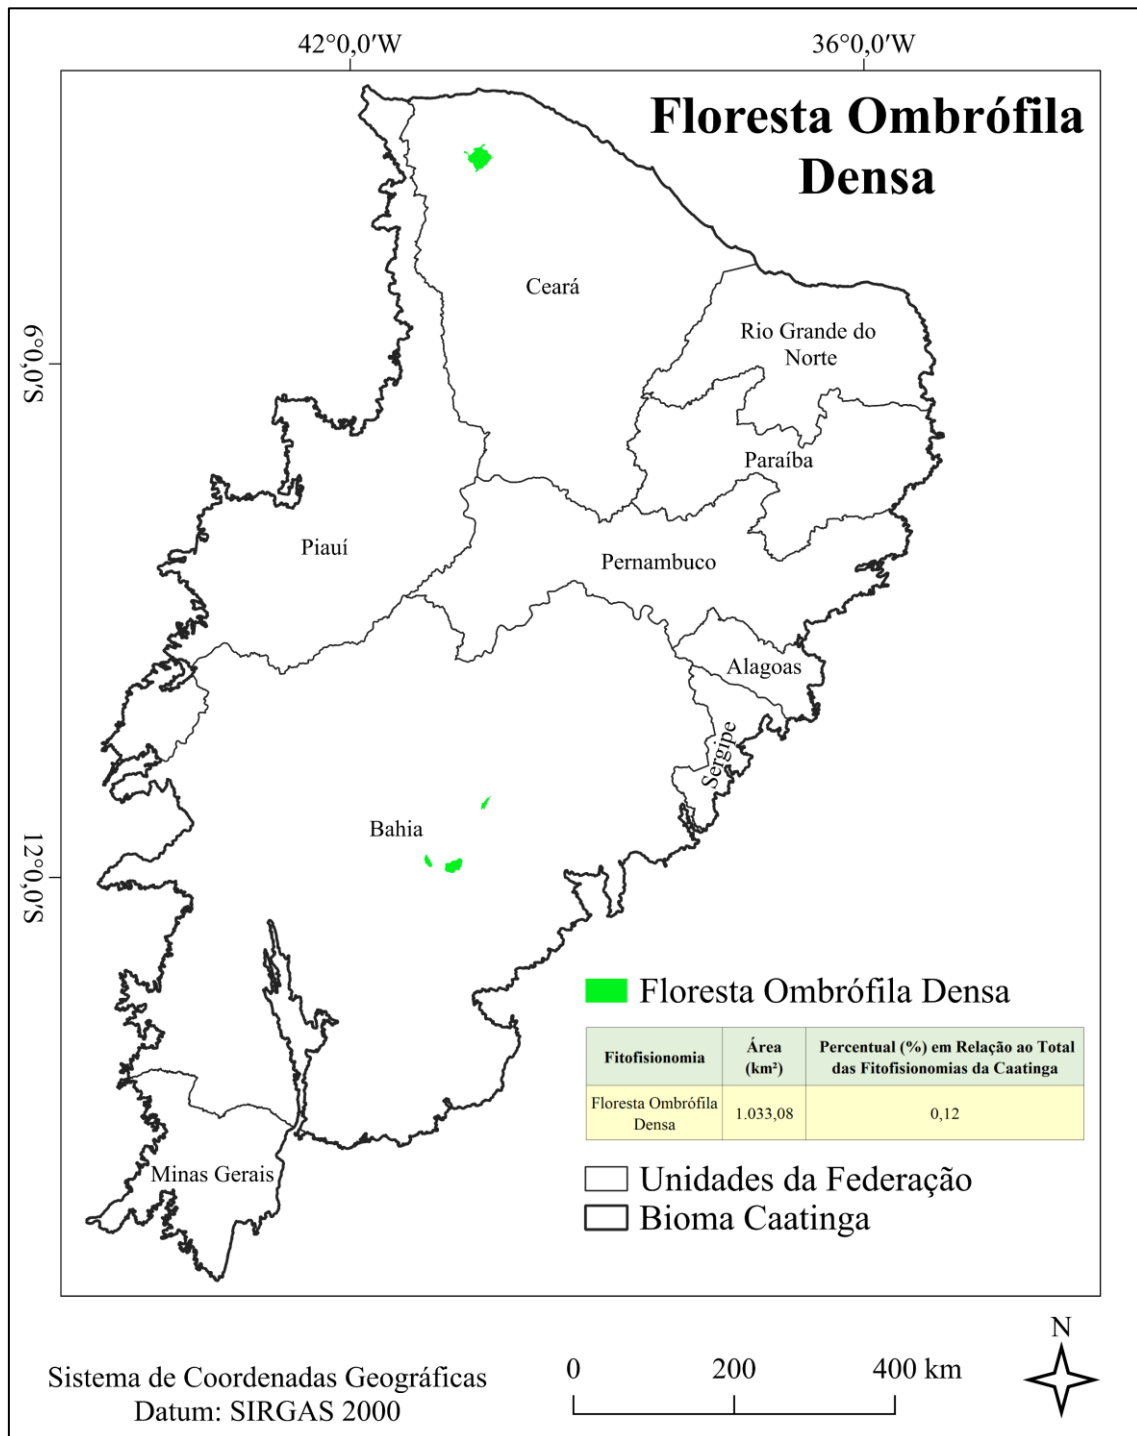 42°0,0'W
36°0,0'W
Floresta Ombrófila
Densa
Ceará
Rio Grande do
Norte
6°0,0'S
Paraíba
Piauí
Pernambuco
Alagoas
Sergipe
Bahia
12°0,0'S
Floresta Ombrófila Densa
Fitofisionomia
Área
(km²)
Percentual (%) em Relação ao Total
das Fitofisionomias da Caatinga
Floresta Ombrófila
Densa
1.033,08
0,12
Minas Gerais
Unidades da Federação
Bioma Caatinga
N
Sistema de Coordenadas Geográficas
Datum: SIRGAS 2000
0 200 400 km